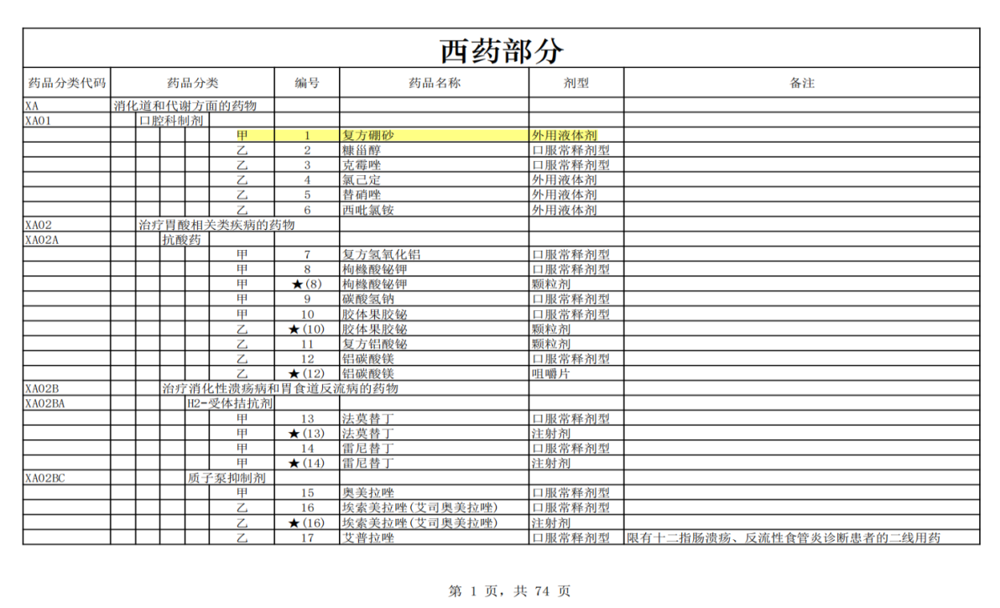 西药部分
药品分类代码 药品分类 编号 药品名称 剂型 备注
XA 消化道和代谢方面的药物
XA01 口腔科制剂
甲 1 复方硼砂 外用液体剂
乙 2 糠甾醇 口服常释剂型
乙 3 克霉唑 口服常释剂型
乙 4 氯己定 外用液体剂
乙 5 替硝唑 外用液体剂
乙 6 西吡氯铵 外用液体剂
XA02 治疗胃酸相关类疾病的药物
XA02A 抗酸药
甲 7 复方氢氧化铝 口服常释剂型
甲 8 枸橼酸铋钾 口服常释剂型
甲 ★(8) 枸橼酸铋钾 颗粒剂
甲 9 碳酸氢钠 口服常释剂型
甲 10 胶体果胶铋 口服常释剂型
乙 ★(10) 胶体果胶铋 颗粒剂
乙 11 复方铝酸铋 颗粒剂
乙 12 铝碳酸镁 口服常释剂型
乙 ★(12) 铝碳酸镁 咀嚼片
XA02B 治疗消化性溃疡病和胃食道反流病的药物
XA02BA H2-受体拮抗剂
甲 13 法莫替丁 口服常释剂型
甲 ★(13) 法莫替丁 注射剂
甲 14 雷尼替丁 口服常释剂型
甲 ★(14) 雷尼替丁 注射剂
XA02BC 质子泵抑制剂
甲 15 奥美拉唑 口服常释剂型
乙 16 埃索美拉唑(艾司奥美拉唑) 口服常释剂型
乙 ★(16) 埃索美拉唑(艾司奥美拉唑) 注射剂
乙 17 艾普拉唑 口服常释剂型 限有十二指肠溃疡、反流性食管炎诊断患者的二线用药
第 1 页，共 74 页